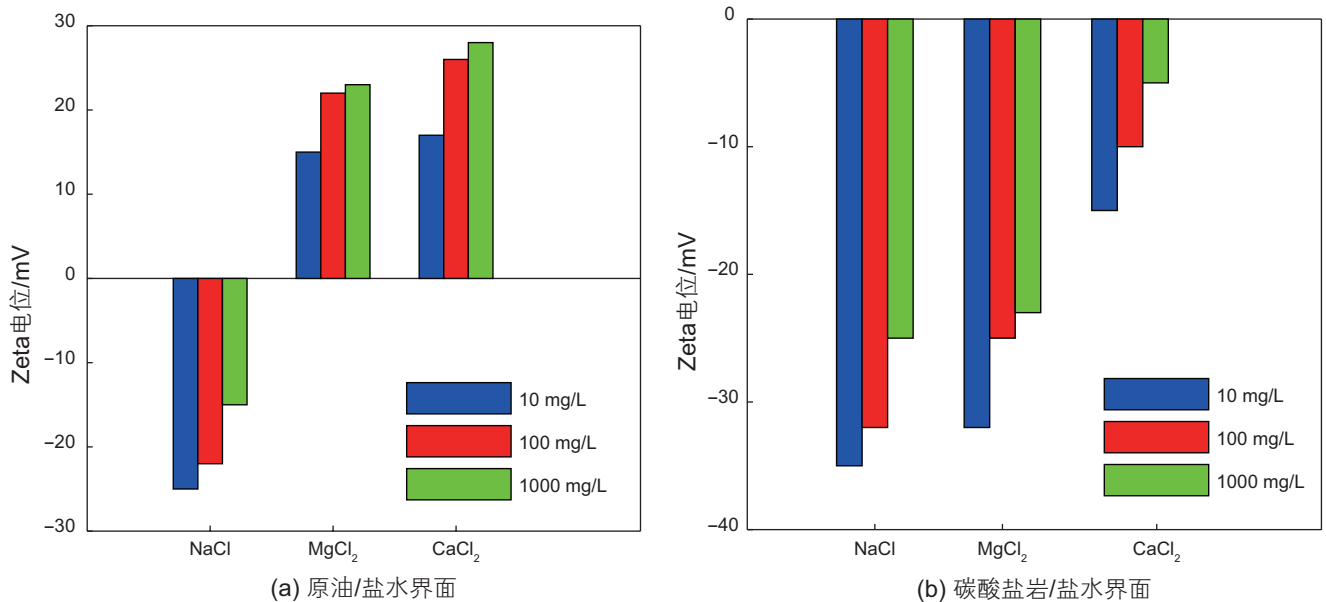 30
20
10
0
−10
−20
−30
Zeta电位/mV
10 mg/L
100 mg/L
1000 mg/L
NaCl
MgCl₂
CaCl₂
(a) 原油/盐水界面
0
−10
−20
−30
−40
Zeta电位/mV
10 mg/L
100 mg/L
1000 mg/L
NaCl
MgCl₂
CaCl₂
(b) 碳酸盐岩/盐水界面